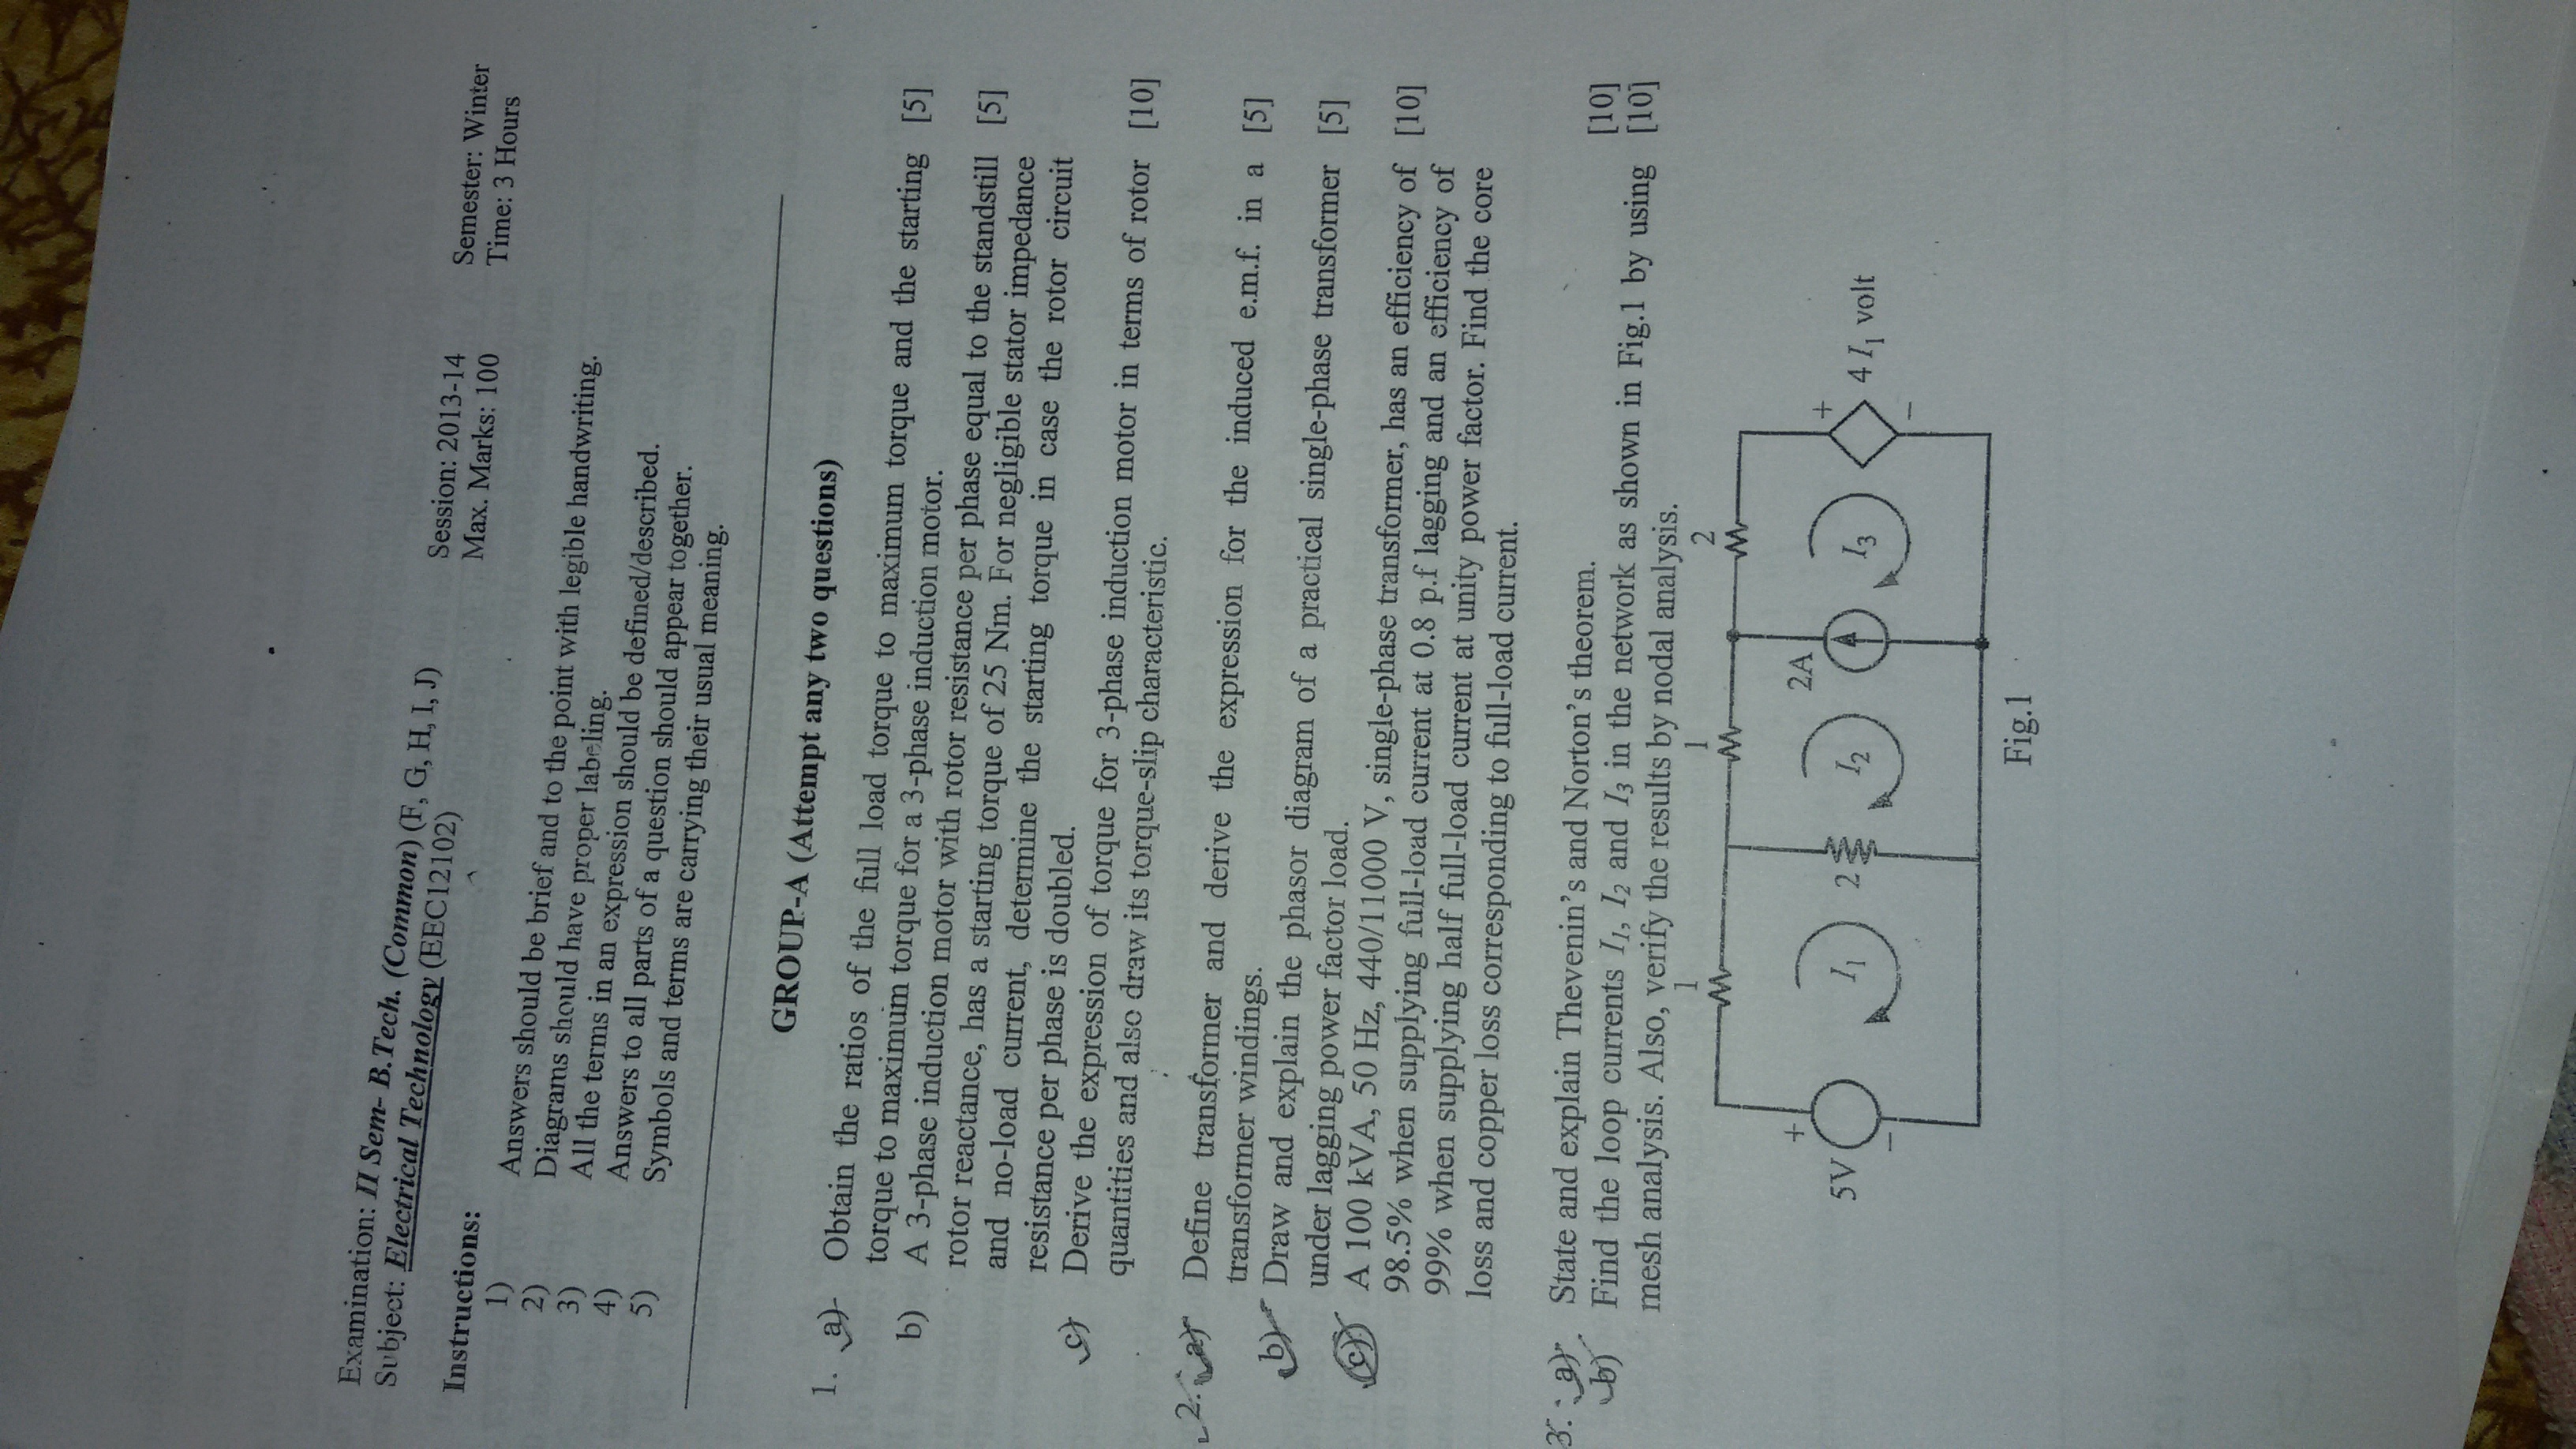 Examination: II Sem- B.Tech. (Common) (F, G, H, I, J)
Subject: Electrical Technology (EEC12102)
Session: 2013-14
Max. Marks: 100
Semester: Winter
Time: 3 Hours
Instructions:
1) Answers should be brief and to the point with legible handwriting.
2) Diagrams should have proper labeling.
3) All the terms in an expression should be defined/described.
4) Answers to all parts of a question should appear together.
5) Symbols and terms are carrying their usual meaning.
GROUP-A (Attempt any two questions)
1. a) Obtain the ratios of the full load torque to maximum torque and the starting [5]
torque to maximum torque for a 3-phase induction motor.
b) A 3-phase induction motor with rotor resistance per phase equal to the standstill [5]
rotor reactance, has a starting torque of 25 Nm. For negligible stator impedance
and no-load current, determine the starting torque in case the rotor circuit
resistance per phase is doubled.
c) Derive the expression of torque for 3-phase induction motor in terms of rotor [10]
quantities and also draw its torque-slip characteristic.
2. a) Define transformer and derive the expression for the induced e.m.f. in a [5]
transformer windings.
b) Draw and explain the phasor diagram of a practical single-phase transformer [5]
under lagging power factor load.
c) A 100 kVA, 50 Hz, 440/11000 V, single-phase transformer, has an efficiency of [10]
98.5% when supplying full-load current at 0.8 p.f lagging and an efficiency of
99% when supplying half full-load current at unity power factor. Find the core
loss and copper loss corresponding to full-load current.
3. a) State and explain Thevenin's and Norton's theorem. [10]
b) Find the loop currents I1, I2 and I3 in the network as shown in Fig.1 by using [10]
mesh analysis. Also, verify the results by nodal analysis.
1 1 2
+ 2A +
5V I1 2 I2 I3 4 I1 volt
− −
Fig.1